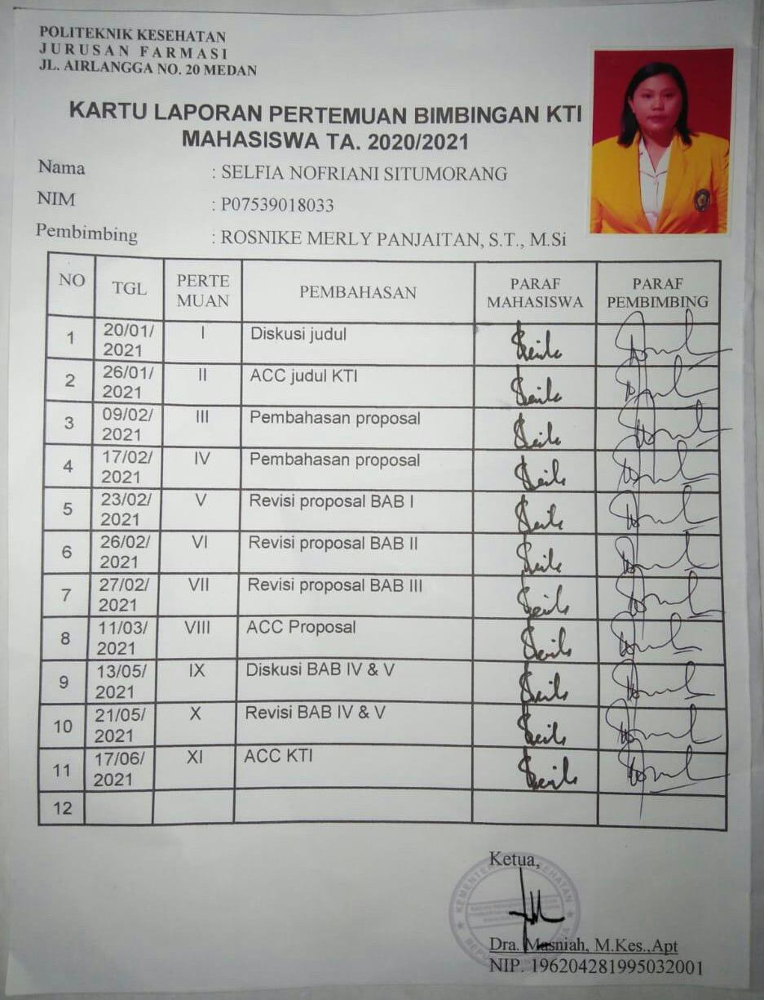 POLITEKNIK KESEHATAN
JURUSAN FARMASI
JL. AIRLANGGA NO. 20 MEDAN
KARTU LAPORAN PERTEMUAN BIMBINGAN KTI
MAHASISWA TA. 2020/2021
Nama : SELFIA NOFRIANI SITUMORANG
NIM : P07539018033
Pembimbing : ROSNIKE MERLY PANJAITAN, S.T., M.Si
NO TGL PERTE MUAN PEMBAHASAN PARAF MAHASISWA PARAF PEMBIMBING
1 20/01/2021 I Diskusi judul
2 26/01/2021 II ACC judul KTI
3 09/02/2021 III Pembahasan proposal
4 17/02/2021 IV Pembahasan proposal
5 23/02/2021 V Revisi proposal BAB I
6 26/02/2021 VI Revisi proposal BAB II
7 27/02/2021 VII Revisi proposal BAB III
8 11/03/2021 VIII ACC Proposal
9 13/05/2021 IX Diskusi BAB IV & V
10 21/05/2021 X Revisi BAB IV & V
11 17/06/2021 XI ACC KTI
12
Ketua,
Dra. Masniah, M.Kes.,Apt
NIP. 196204281995032001